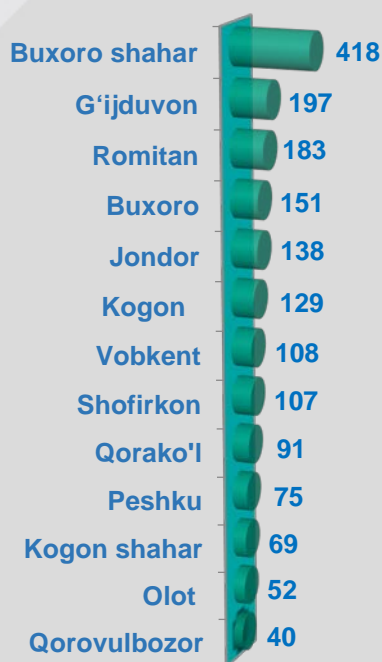 Buxoro shahar 418
G‘ijduvon 197
Romitan 183
Buxoro 151
Jondor 138
Kogon 129
Vobkent 108
Shofirkon 107
Qorako'l 91
Peshku 75
Kogon shahar 69
Olot 52
Qorovulbozor 40